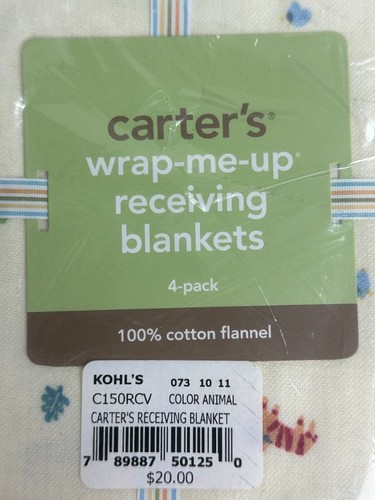 carter's®
wrap-me-up®
receiving
blankets
4-pack
100% cotton flannel
KOHL'S 073 10 11
C150RCV COLOR ANIMAL
CARTER'S RECEIVING BLANKET
7 89887 50125 0
$20.00